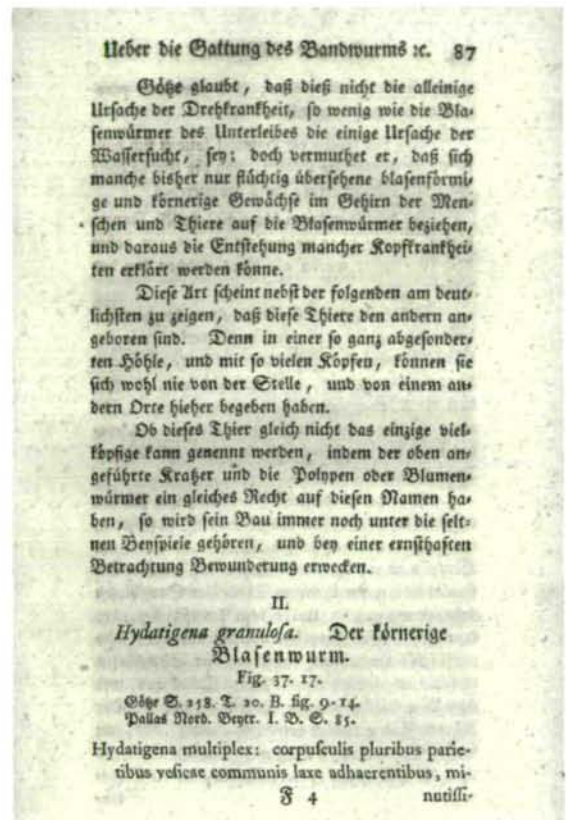 Ueber die Gattung des Bandwurms ꝛc. 87
Götze glaubt, daß dieß nicht die alleinige
Ursache der Drehkrankheit, so wenig wie die Bla-
senwürmer des Unterleibes die einige Ursache der
Wassersucht, sey: doch vermuthet er, daß sich
manche bisher nur flüchtig übersehene blasenförmi-
ge und körnerige Gewächse im Gehirn der Men-
schen und Thiere auf die Blasenwürmer beziehen,
und daraus die Entstehung mancher Kopfkrankhei-
ten erklärt werden könne.
Diese Art scheint nebst der folgenden am deut-
lichsten zu zeigen, daß diese Thiere den andern an-
geboren sind. Denn in einer so ganz abgesonder-
ten Höhle, und mit so vielen Köpfen, können sie
sich wohl nie von der Stelle, und von einem an-
dern Orte hieher begeben haben.
Ob dieses Thier gleich nicht das einzige viel-
köpfige kann genennt werden, indem der oben an-
geführte Kratzer und die Polypen oder Blumen-
würmer ein gleiches Recht auf diesen Namen ha-
ben, so wird sein Bau immer noch unter die selt-
nen Beyspiele gehören, und bey einer ernsthaften
Betrachtung Bewunderung erwecken.
II.
Hydatigena granuloſa. Der körnerige
Blasenwurm.
Fig. 37. 17.
Götze S. 258. T. 20. B. fig. 9-14.
Pallas Nord. Beytr. I. B. S. 85.
Hydatigena multiplex: corpuſculis pluribus parie-
tibus veſicae communis laxe adhaerentibus, mi-
F 4 nutiſſi-